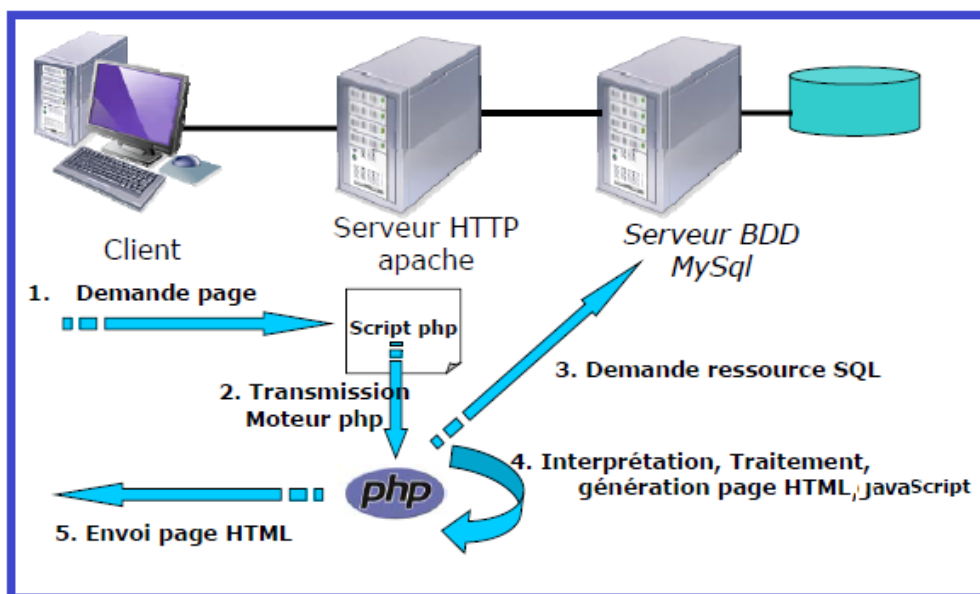 Client
Serveur HTTP
apache
Serveur BDD
MySql
1. Demande page
Script php
2. Transmission
Moteur php
3. Demande ressource SQL
php
4. Interprétation, Traitement,
génération page HTML, JavaScript
5. Envoi page HTML